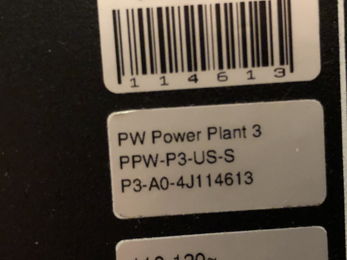 114613
PW Power Plant 3
PPW-P3-US-S
P3-A0-4J114613